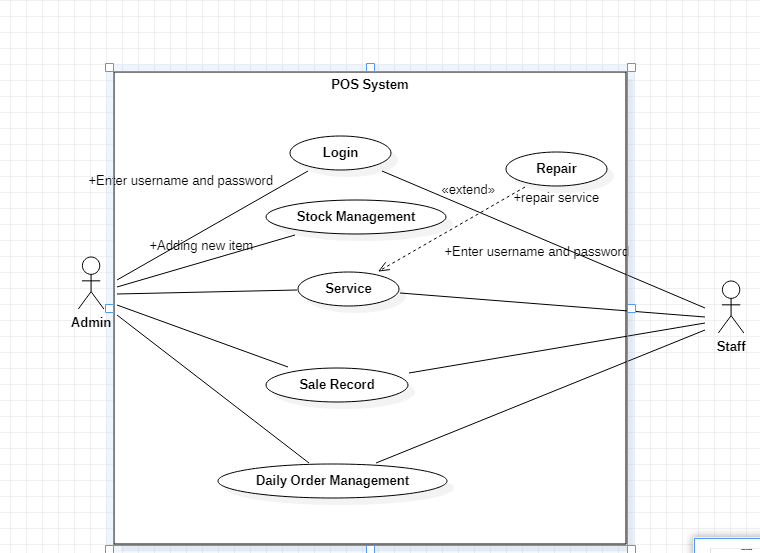 POS System
Login
Repair
+Enter username and password
«extend»
+repair service
Stock Management
+Adding new item
+Enter username and password
Service
Admin
Staff
Sale Record
Daily Order Management